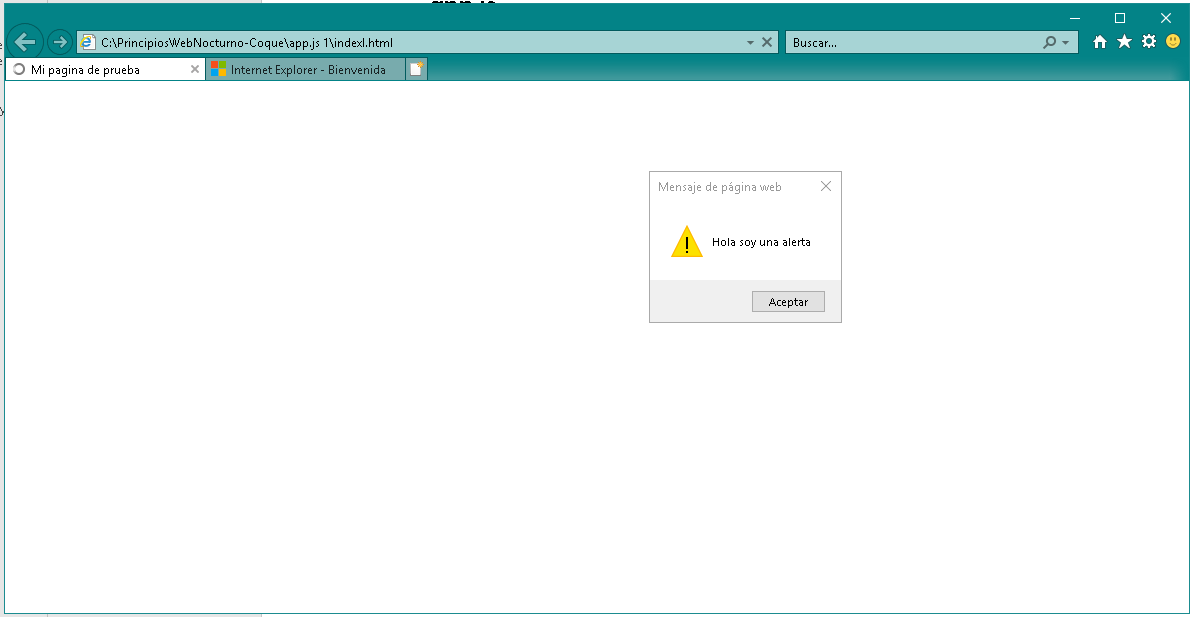 C:\PrincipiosWebNocturno-Coque\app.js 1\indexl.html
Buscar...
Mi pagina de prueba
Internet Explorer - Bienvenida
Mensaje de página web
Hola soy una alerta
Aceptar